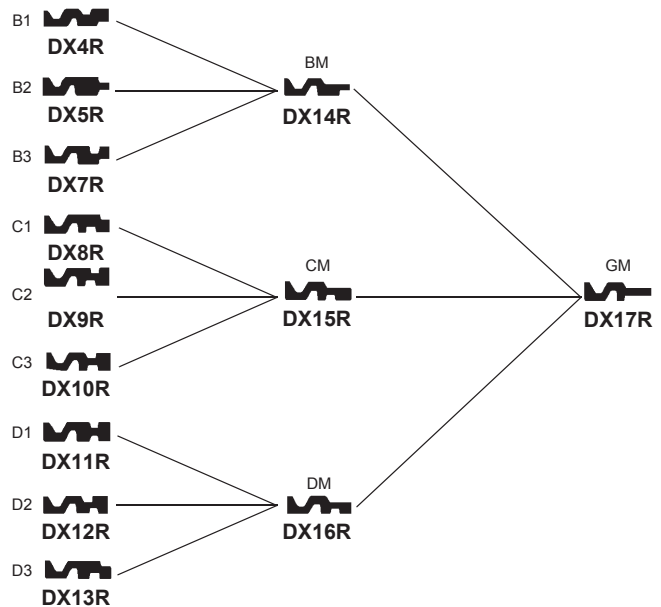 B1
DX4R
B2
DX5R
B3
DX7R
BM
DX14R
C1
DX8R
C2
DX9R
C3
DX10R
CM
DX15R
GM
DX17R
D1
DX11R
D2
DX12R
D3
DX13R
DM
DX16R